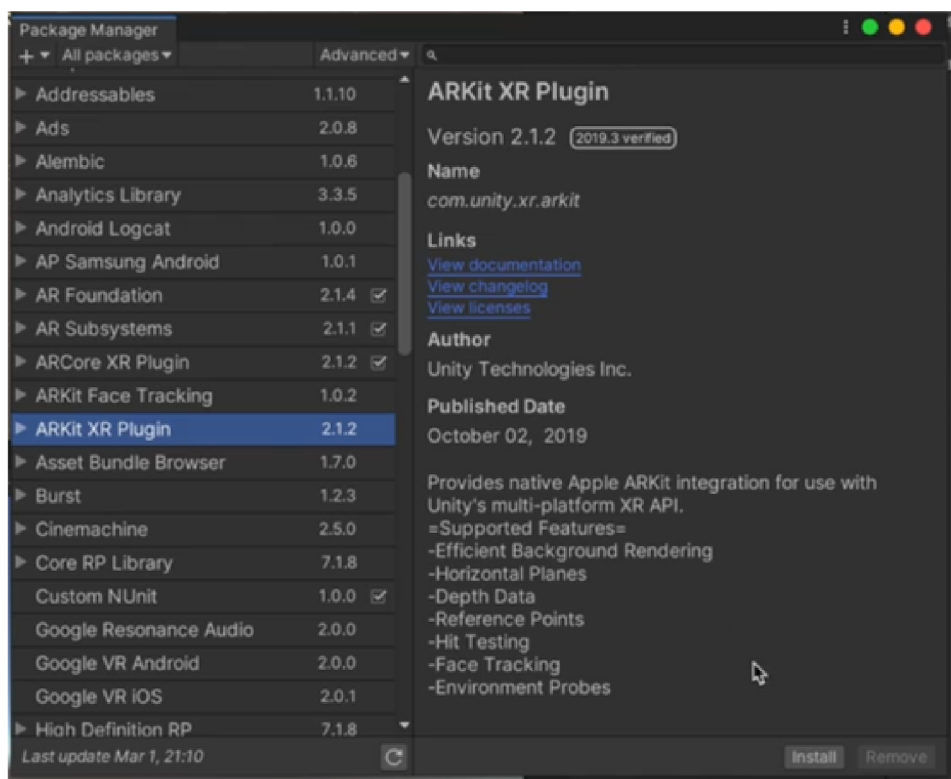 Package Manager
+ All packages Advanced
Addressables 1.1.10
Ads 2.0.8
Alembic 1.0.6
Analytics Library 3.3.5
Android Logcat 1.0.0
AP Samsung Android 1.0.1
AR Foundation 2.1.4
AR Subsystems 2.1.1
ARCore XR Plugin 2.1.2
ARKit Face Tracking 1.0.2
ARKit XR Plugin 2.1.2
Asset Bundle Browser 1.7.0
Burst 1.2.3
Cinemachine 2.5.0
Core RP Library 7.1.8
Custom NUnit 1.0.0
Google Resonance Audio 2.0.0
Google VR Android 2.0.0
Google VR iOS 2.0.1
High Definition RP 7.1.8
Last update Mar 1, 21:10
ARKit XR Plugin
Version 2.1.2 2019.3 verified
Name
com.unity.xr.arkit
Links
View documentation
View changelog
View licenses
Author
Unity Technologies Inc.
Published Date
October 02, 2019
Provides native Apple ARKit integration for use with
Unity's multi-platform XR API.
=Supported Features=
-Efficient Background Rendering
-Horizontal Planes
-Depth Data
-Reference Points
-Hit Testing
-Face Tracking
-Environment Probes
Install Remove